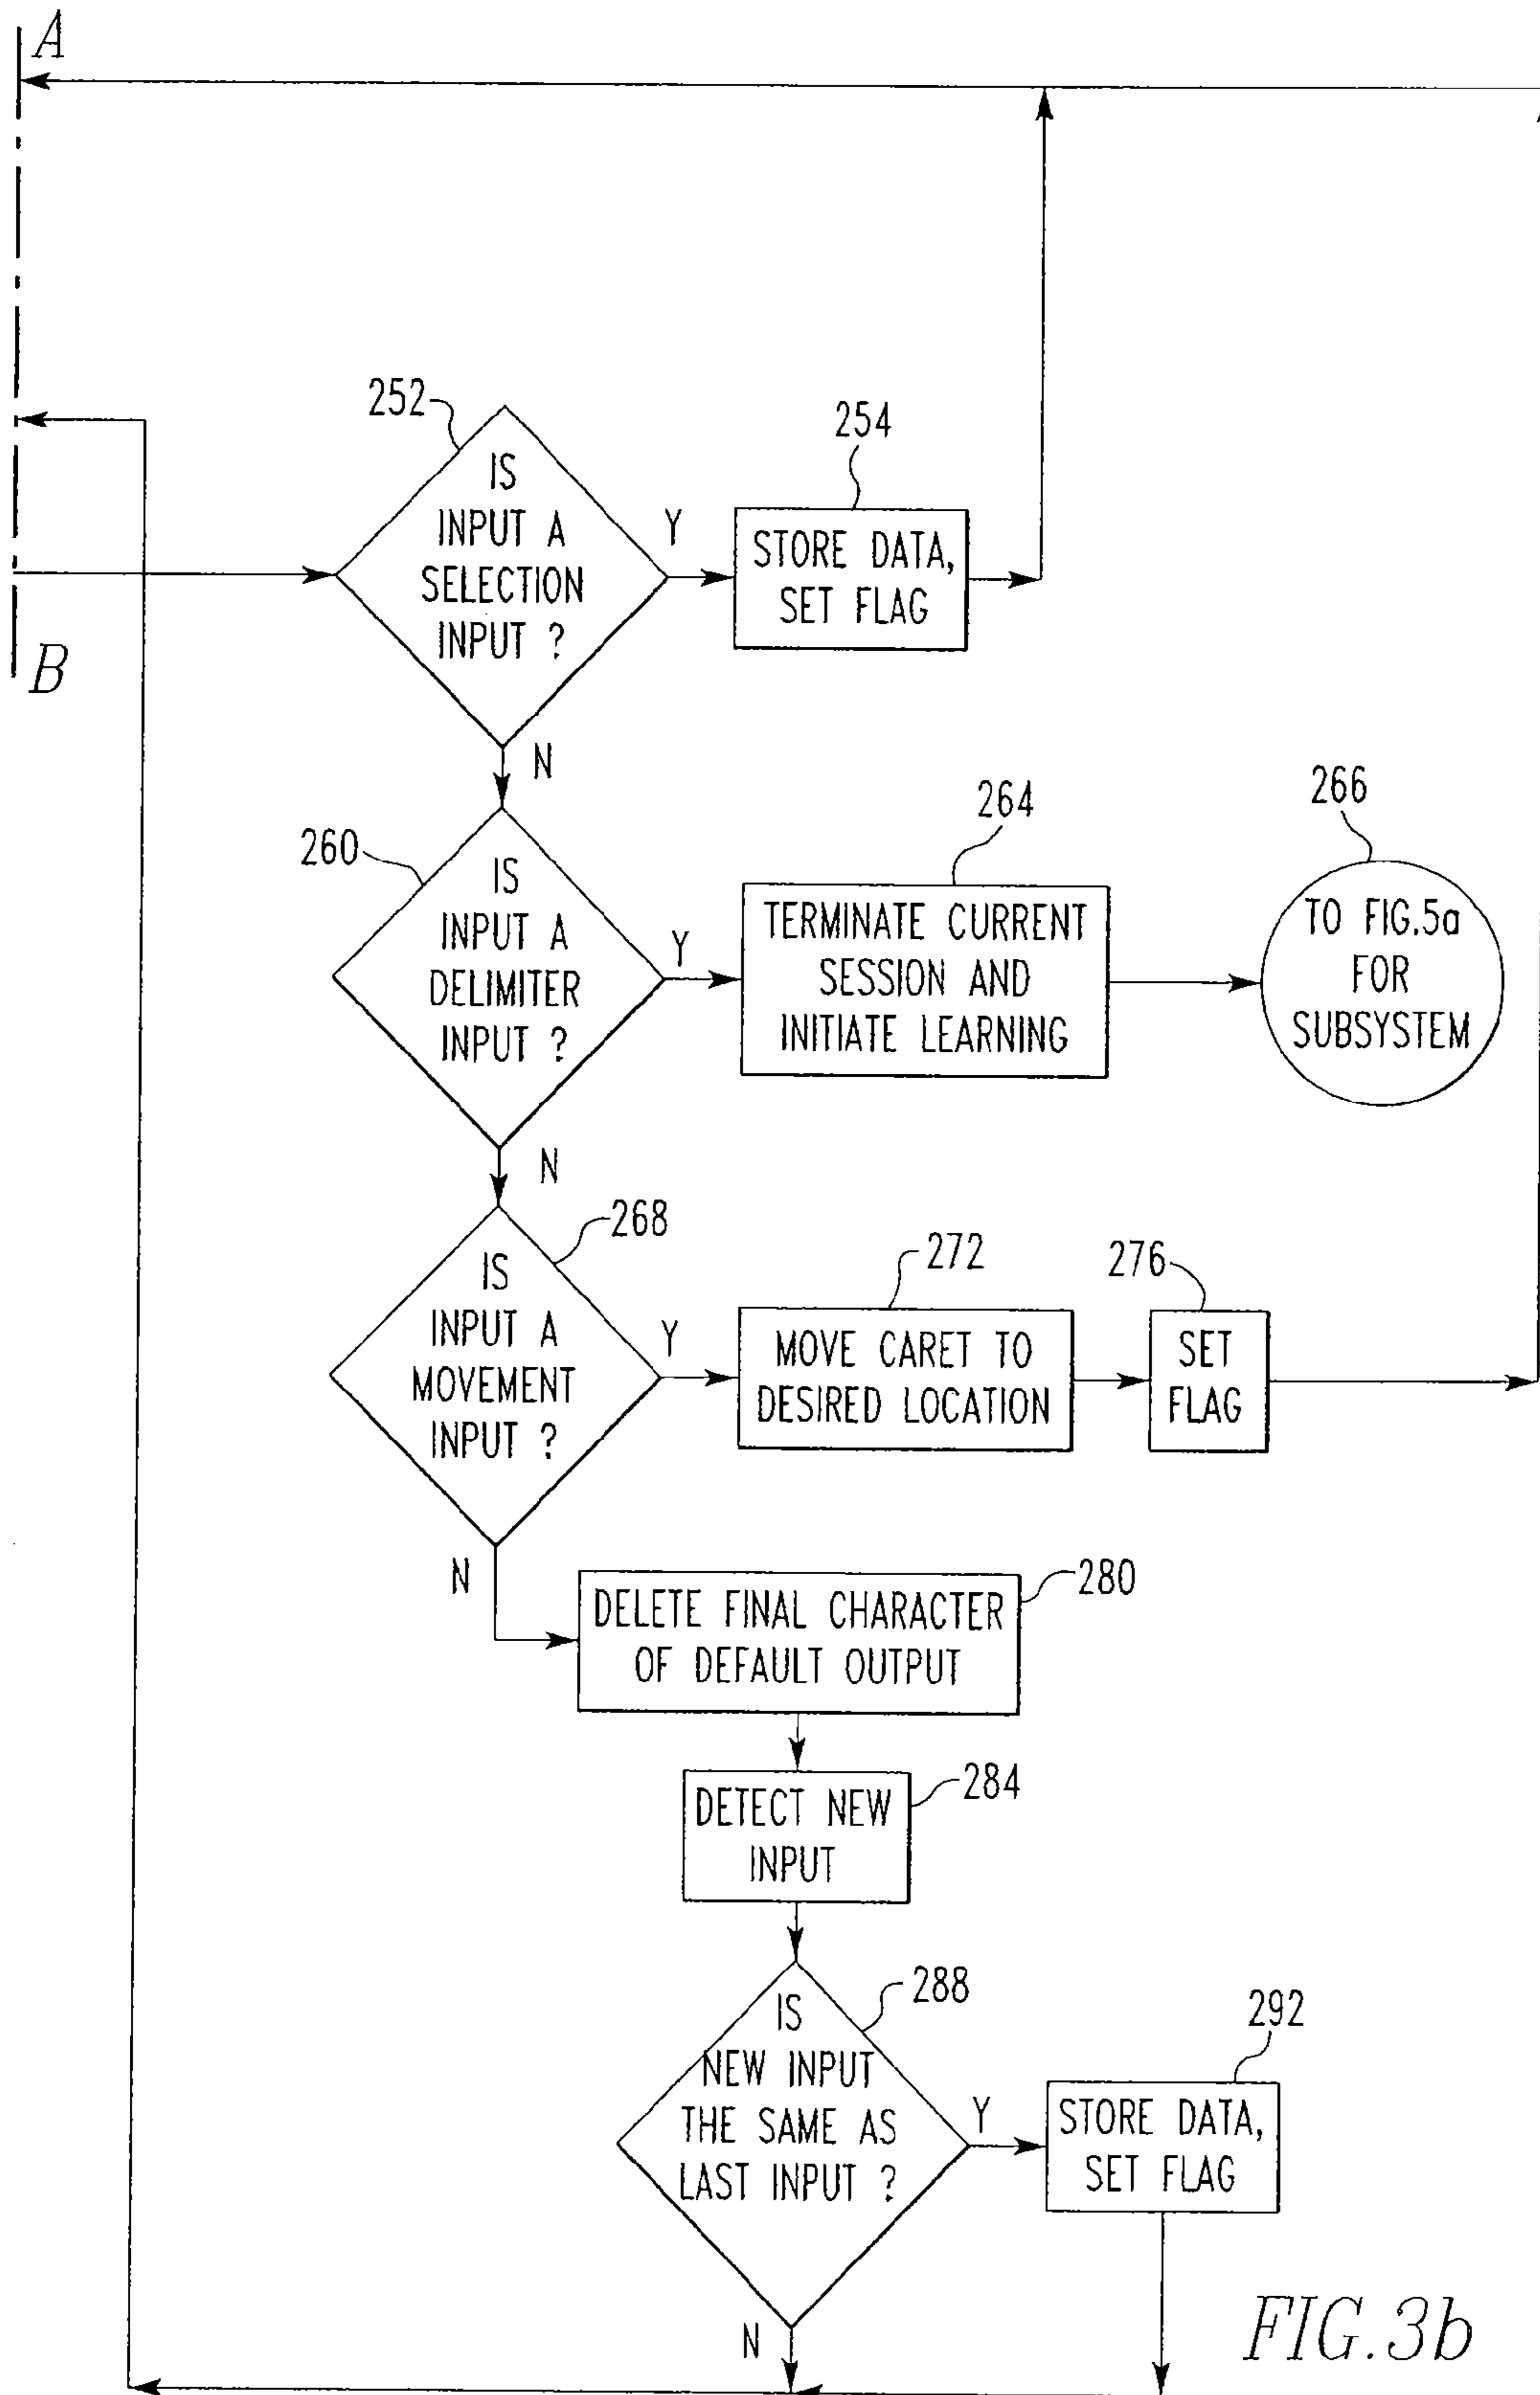 A
252
IS
INPUT A
SELECTION
INPUT ?
Y
254
STORE DATA,
SET FLAG
B
N
260
IS
INPUT A
DELIMITER
INPUT ?
Y
264
TERMINATE CURRENT
SESSION AND
INITIATE LEARNING
266
TO FIG.5a
FOR
SUBSYSTEM
N
268
IS
INPUT A
MOVEMENT
INPUT ?
Y
272
MOVE CARET TO
DESIRED LOCATION
276
SET
FLAG
N
280
DELETE FINAL CHARACTER
OF DEFAULT OUTPUT
284
DETECT NEW
INPUT
288
IS
NEW INPUT
THE SAME AS
LAST INPUT ?
Y
292
STORE DATA,
SET FLAG
N
FIG.3b